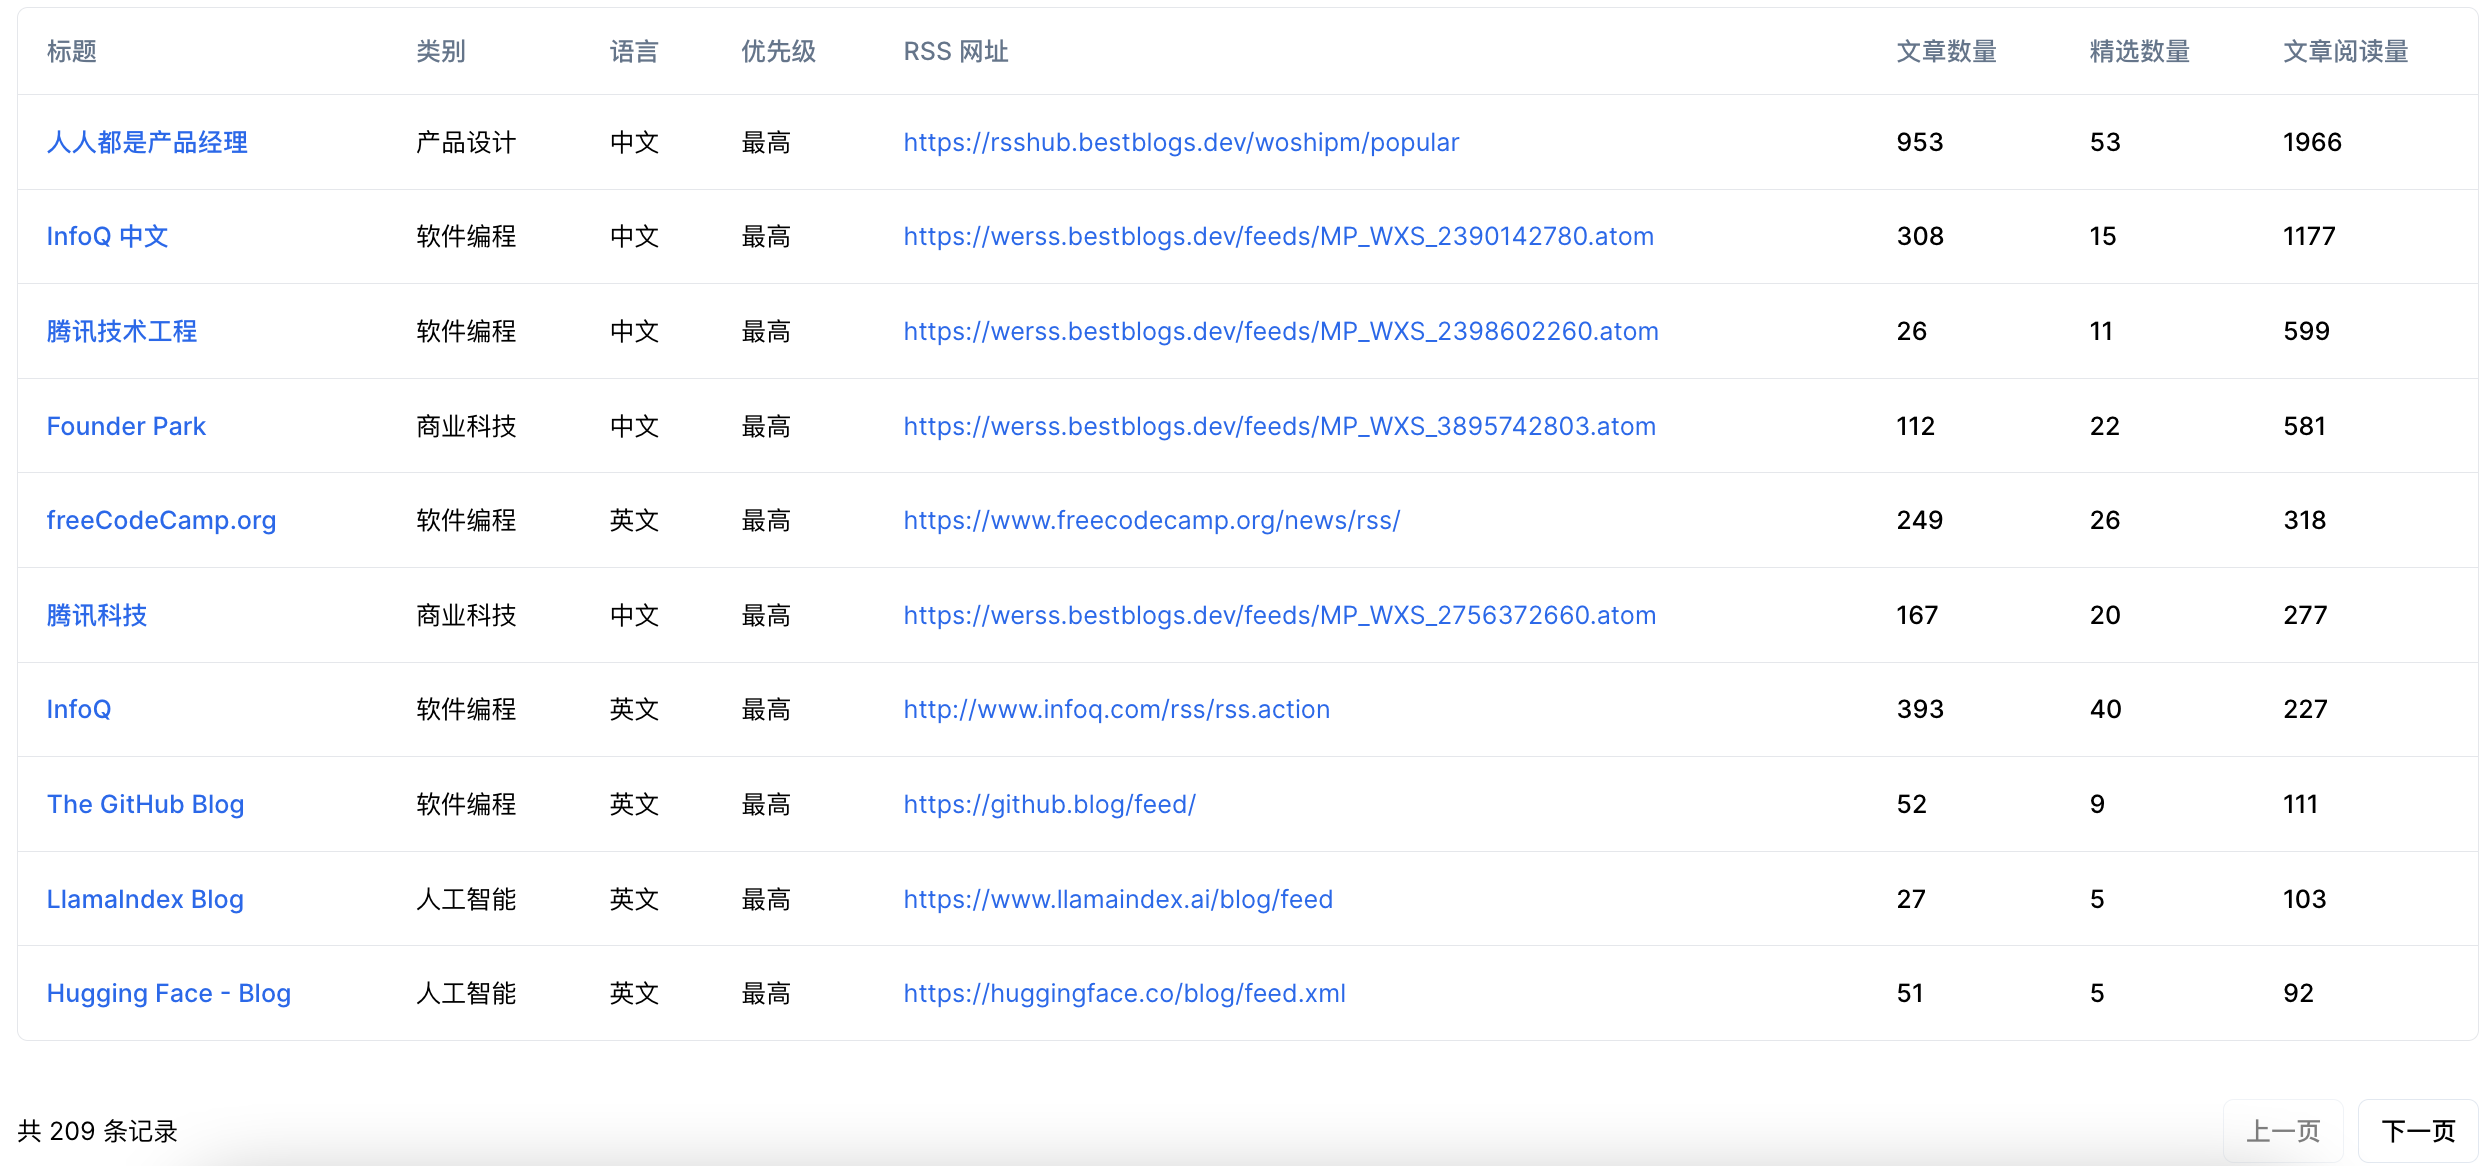 标题 类别 语言 优先级 RSS 网址 文章数量 精选数量 文章阅读量
人人都是产品经理 产品设计 中文 最高 https://rsshub.bestblogs.dev/woshipm/popular 953 53 1966
InfoQ 中文 软件编程 中文 最高 https://werss.bestblogs.dev/feeds/MP_WXS_2390142780.atom 308 15 1177
腾讯技术工程 软件编程 中文 最高 https://werss.bestblogs.dev/feeds/MP_WXS_2398602260.atom 26 11 599
Founder Park 商业科技 中文 最高 https://werss.bestblogs.dev/feeds/MP_WXS_3895742803.atom 112 22 581
freeCodeCamp.org 软件编程 英文 最高 https://www.freecodecamp.org/news/rss/ 249 26 318
腾讯科技 商业科技 中文 最高 https://werss.bestblogs.dev/feeds/MP_WXS_2756372660.atom 167 20 277
InfoQ 软件编程 英文 最高 http://www.infoq.com/rss/rss.action 393 40 227
The GitHub Blog 软件编程 英文 最高 https://github.blog/feed/ 52 9 111
LlamaIndex Blog 人工智能 英文 最高 https://www.llamaindex.ai/blog/feed 27 5 103
Hugging Face - Blog 人工智能 英文 最高 https://huggingface.co/blog/feed.xml 51 5 92
共 209 条记录 上一页 下一页